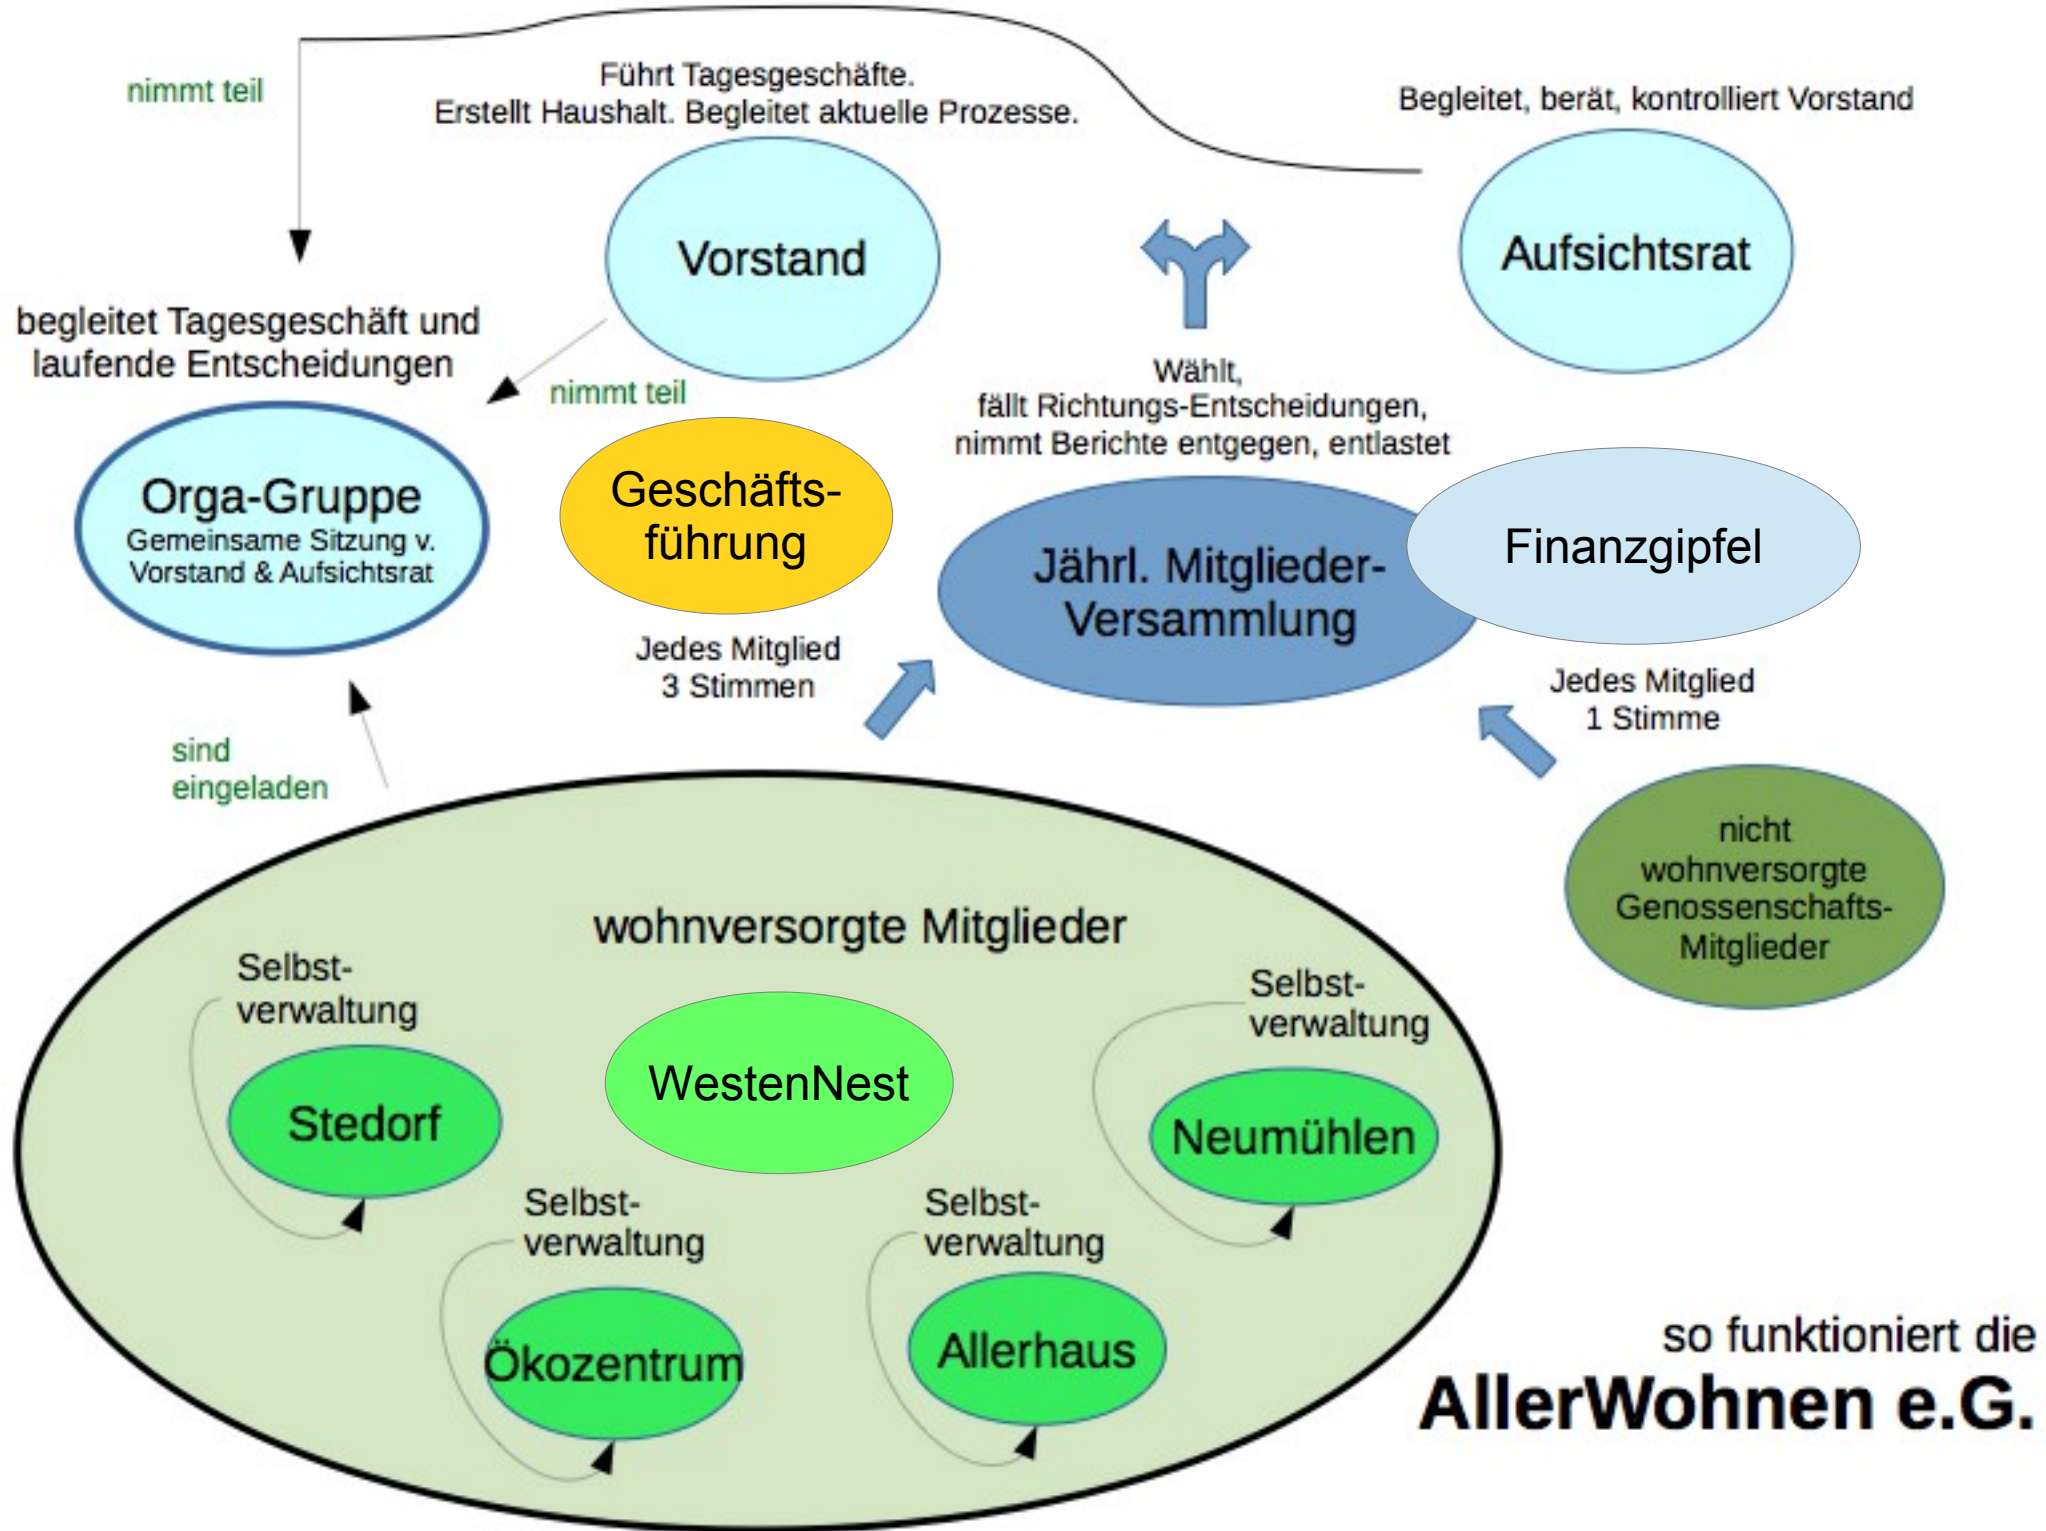 nimmt teil
Führt Tagesgeschäfte.
Erstellt Haushalt. Begleitet aktuelle Prozesse.
Begleitet, berät, kontrolliert Vorstand
Vorstand
Aufsichtsrat
begleitet Tagesgeschäft und
laufende Entscheidungen
nimmt teil
Wählt,
fällt Richtungs-Entscheidungen,
nimmt Berichte entgegen, entlastet
Orga-Gruppe
Gemeinsame Sitzung v.
Vorstand & Aufsichtsrat
Geschäfts-
führung
Jährl. Mitglieder-
Versammlung
Finanzgipfel
Jedes Mitglied
3 Stimmen
Jedes Mitglied
1 Stimme
sind
eingeladen
nicht
wohnversorgte
Genossenschafts-
Mitglieder
wohnversorgte Mitglieder
Selbst-
verwaltung
Stedorf
WestenNest
Selbst-
verwaltung
Neumühlen
Selbst-
verwaltung
Ökozentrum
Selbst-
verwaltung
Allerhaus
so funktioniert die
AllerWohnen e.G.